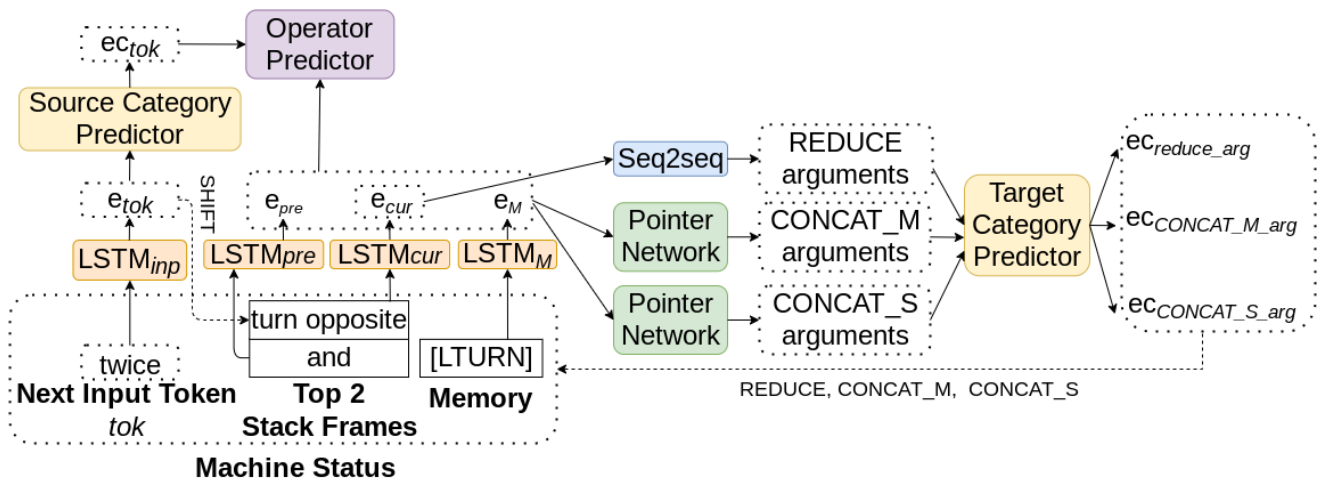 ec_tok
Operator
Predictor
Source Category
Predictor
e_tok
SHIFT
e_pre
e_cur
e_M
LSTM_inp
LSTM_pre
LSTM_cur
LSTM_M
twice
Next Input Token
tok
turn opposite
and
Top 2
Stack Frames
[LTURN]
Memory
Machine Status
Seq2seq
Pointer
Network
Pointer
Network
REDUCE
arguments
CONCAT_M
arguments
CONCAT_S
arguments
Target
Category
Predictor
ec_reduce_arg
ec_CONCAT_M_arg
ec_CONCAT_S_arg
REDUCE, CONCAT_M, CONCAT_S